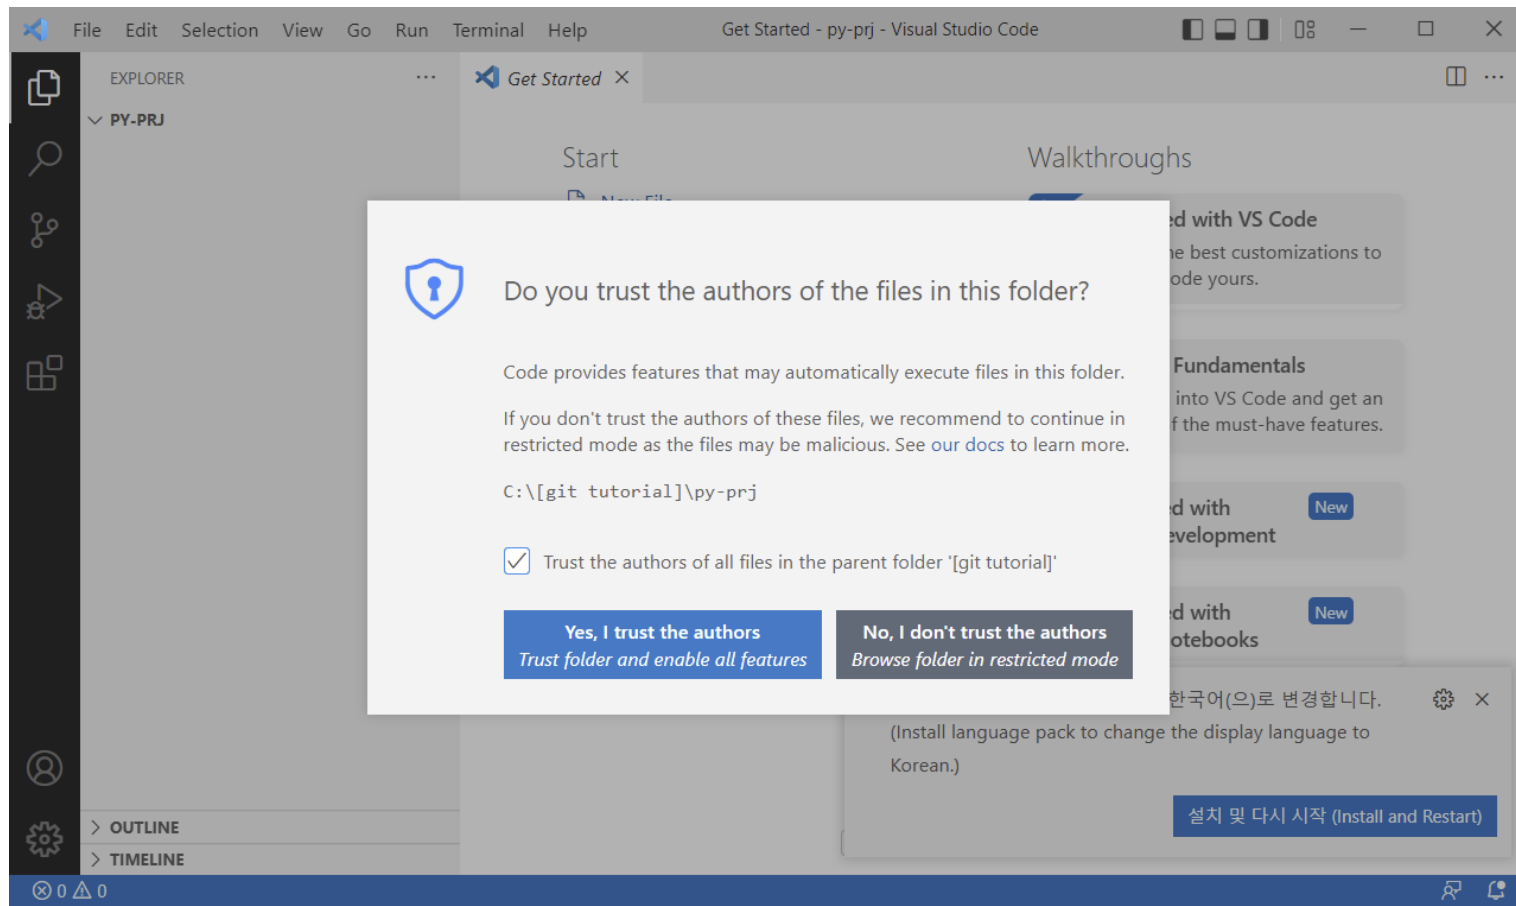 File Edit Selection View Go Run Terminal Help
Get Started - py-prj - Visual Studio Code
EXPLORER
Get Started
PY-PRJ
Start
Walkthroughs
ed with VS Code
ne best customizations to
ode yours.
Do you trust the authors of the files in this folder?
Code provides features that may automatically execute files in this folder.
If you don't trust the authors of these files, we recommend to continue in
restricted mode as the files may be malicious. See our docs to learn more.
C:\[git tutorial]\py-prj
Trust the authors of all files in the parent folder '[git tutorial]'
Yes, I trust the authors
Trust folder and enable all features
No, I don't trust the authors
Browse folder in restricted mode
Fundamentals
into VS Code and get an
f the must-have features.
ed with
evelopment
New
ed with
otebooks
New
한국어(으)로 변경합니다.
(Install language pack to change the display language to
Korean.)
설치 및 다시 시작 (Install and Restart)
OUTLINE
TIMELINE
0 0